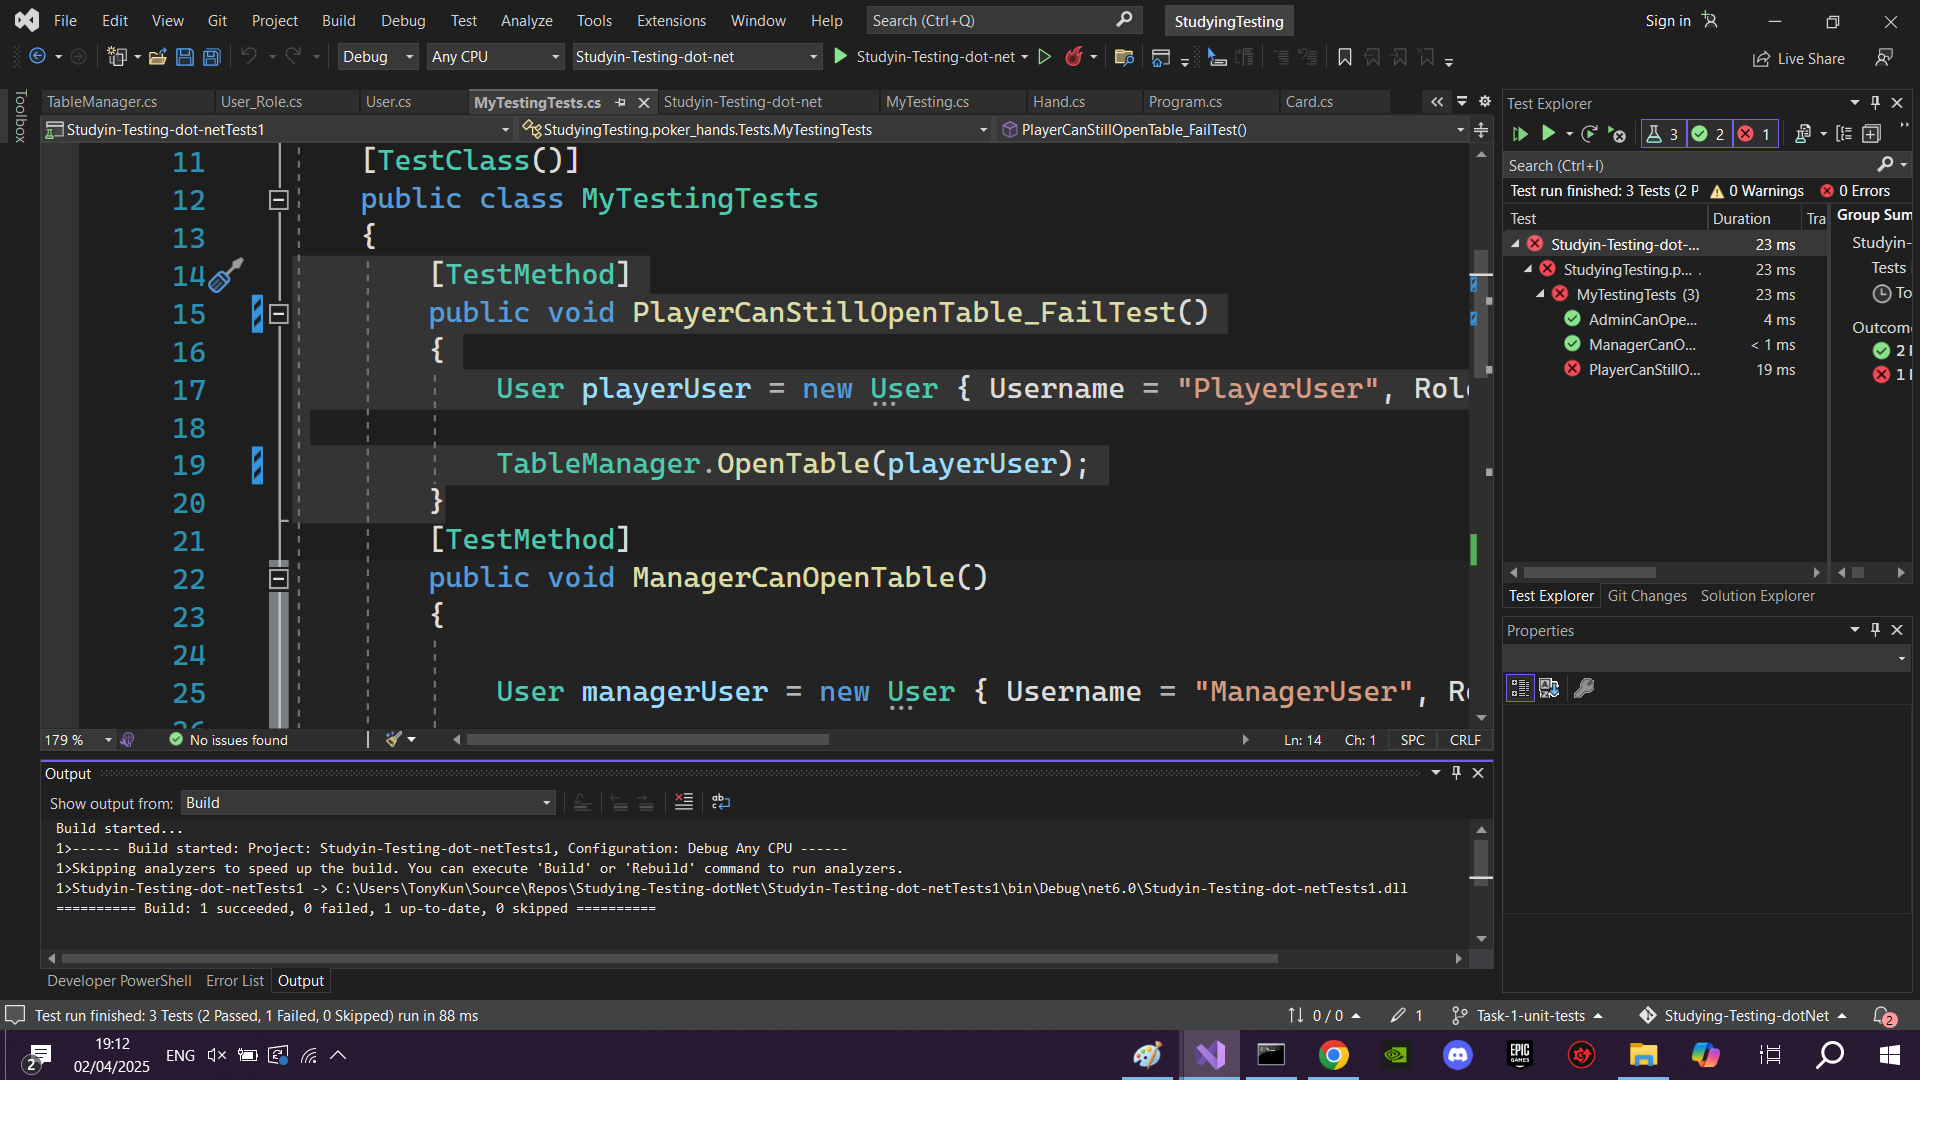 File Edit View Git Project Build Debug Test Analyze Tools Extensions Window Help Search (Ctrl+Q) StudyingTesting Sign in
Debug Any CPU Studyin-Testing-dot-net Studyin-Testing-dot-net Live Share
Toolbox
TableManager.cs User_Role.cs User.cs MyTestingTests.cs Studyin-Testing-dot-net MyTesting.cs Hand.cs Program.cs Card.cs
Studyin-Testing-dot-netTests1 StudyingTesting.poker_hands.Tests.MyTestingTests PlayerCanStillOpenTable_FailTest()
11 [TestClass()]
12 public class MyTestingTests
13 {
14 [TestMethod]
15 public void PlayerCanStillOpenTable_FailTest()
16 {
17 User playerUser = new User { Username = "PlayerUser", Role
18
19 TableManager.OpenTable(playerUser);
20 }
21 [TestMethod]
22 public void ManagerCanOpenTable()
23 {
24
25 User managerUser = new User { Username = "ManagerUser", Ro
26
179 % No issues found Ln: 14 Ch: 1 SPC CRLF
Output
Show output from: Build
Build started...
1>------ Build started: Project: Studyin-Testing-dot-netTests1, Configuration: Debug Any CPU ------
1>Skipping analyzers to speed up the build. You can execute 'Build' or 'Rebuild' command to run analyzers.
1>Studyin-Testing-dot-netTests1 -> C:\Users\TonyKun\Source\Repos\Studying-Testing-dotNet\Studyin-Testing-dot-netTests1\bin\Debug\net6.0\Studyin-Testing-dot-netTests1.dll
========== Build: 1 succeeded, 0 failed, 1 up-to-date, 0 skipped ==========
Developer PowerShell Error List Output
Test Explorer
3 2 1
Search (Ctrl+I)
Test run finished: 3 Tests (2 P 0 Warnings 0 Errors
Test Duration Tra Group Sum
Studyin-Testing-dot-... 23 ms Studyin-
StudyingTesting.p... . 23 ms Tests
MyTestingTests (3) 23 ms To
AdminCanOpe... 4 ms Outcom
ManagerCanO... < 1 ms 2
PlayerCanStillO... 19 ms 1
Test Explorer Git Changes Solution Explorer
Properties
Test run finished: 3 Tests (2 Passed, 1 Failed, 0 Skipped) run in 88 ms 0 / 0 1 Task-1-unit-tests Studying-Testing-dotNet 2
2 19:12
02/04/2025 ENG EPIC GAMES